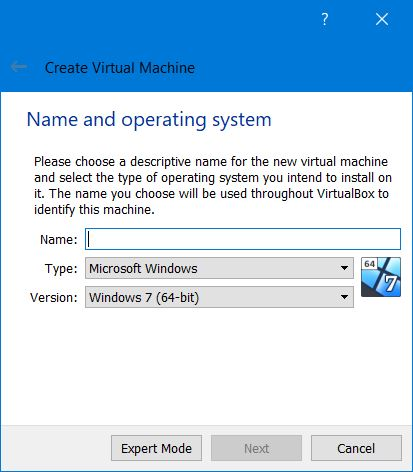 ?
Create Virtual Machine
Name and operating system
Please choose a descriptive name for the new virtual machine
and select the type of operating system you intend to install on
it. The name you choose will be used throughout VirtualBox to
identify this machine.
Name:
Type: Microsoft Windows
64
7
Version: Windows 7 (64-bit)
Expert Mode Next Cancel